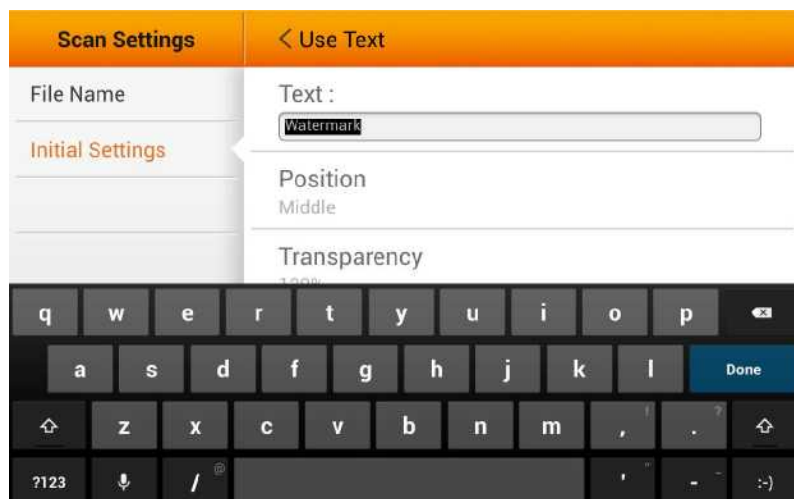 Scan Settings
Use Text
File Name
Text :
Watermark
Initial Settings
Position
Middle
Transparency
q w e r t y u i o p
a s d f g h j k l Done
z x c v b n m , ! . ?
?123 / @ ' " - _ :-)